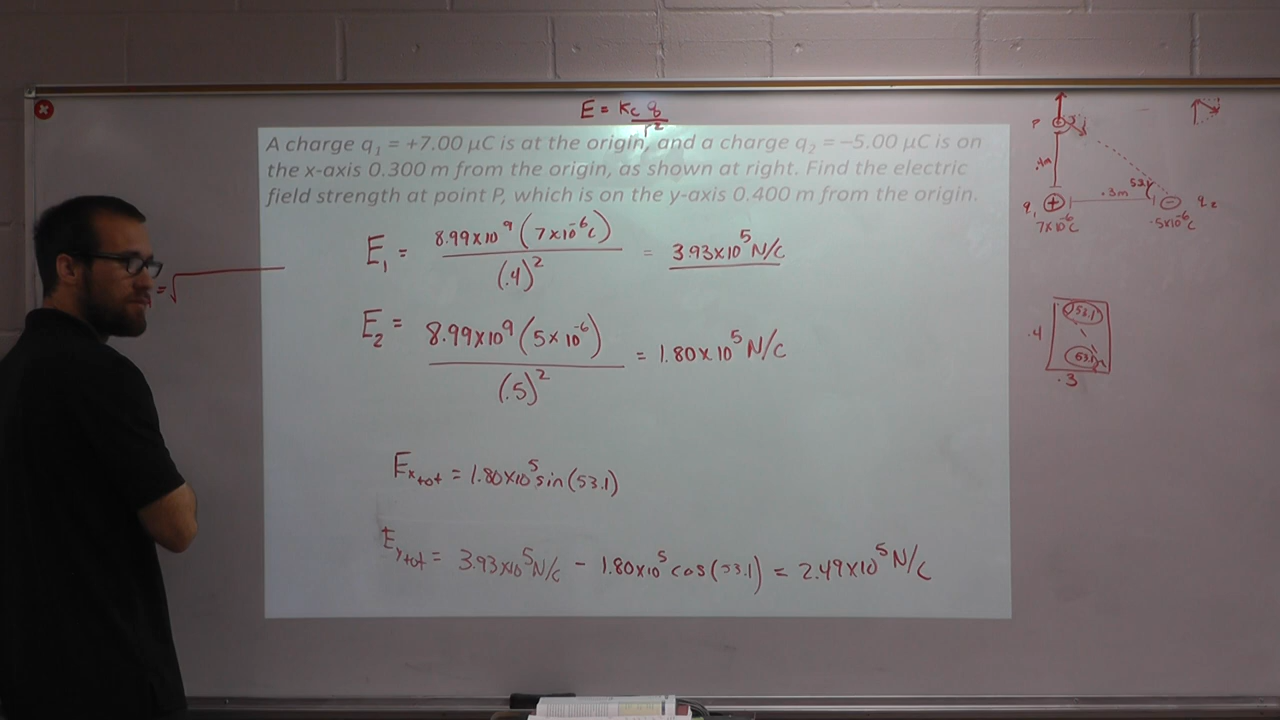 E = Kc q
r²
A charge q₁ = +7.00 µC is at the origin, and a charge q₂ = −5.00 µC is on
the x-axis 0.300 m from the origin, as shown at right. Find the electric
field strength at point P, which is on the y-axis 0.400 m from the origin.
E₁ = 8.99x10⁹ (7x10⁻⁶C) / (.4)² = 3.93x10⁵ N/C
E₂ = 8.99x10⁹ (5x10⁻⁶) / (.5)² = 1.80x10⁵ N/C
Extot = 1.80x10⁵ sin(53.1)
Eytot = 3.93x10⁵ N/C - 1.80x10⁵ cos(53.1) = 2.49x10⁵ N/C
= √
P
.4m
53.1
.3m
q₁ + - q₂
7x10⁻⁶C
-5x10⁻⁶C
53.1
.4
53.1
.3